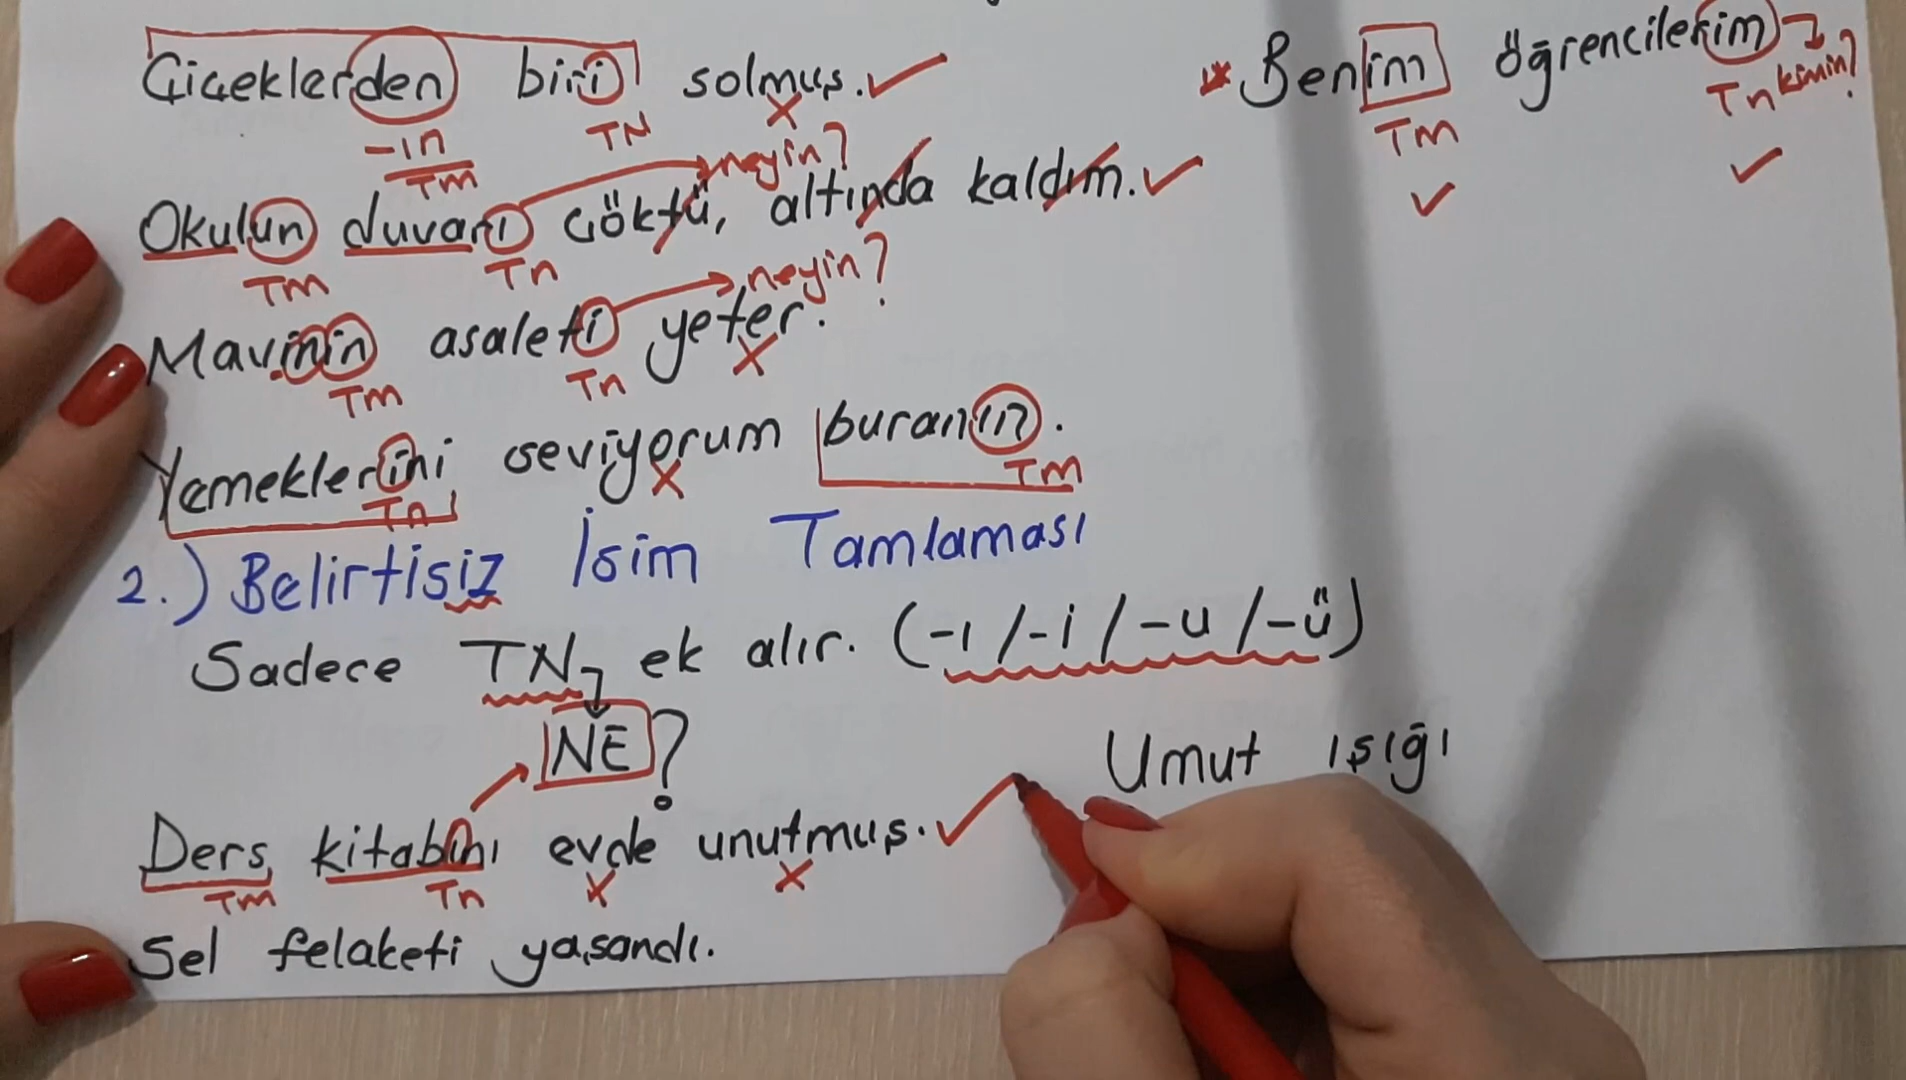 Çiçeklerden biri solmuş.
-ın TN
TM
neyin?
Okulun duvarı çöktü, altında kaldım.
TM Tn
neyin?
Mavinin asaleti yeter.
TM Tn
Yemeklerini seviyorum buranın.
Tn TM
2.) Belirtisiz İsim Tamlaması
Sadece TN ek alır. (-ı /-i / -u /-ü)
NE?
Ders kitabını evde unutmuş.
TM Tn
Sel felaketi yaşandı.
Umut ışığı
Benim öğrencilerim
TM Tn kimin?